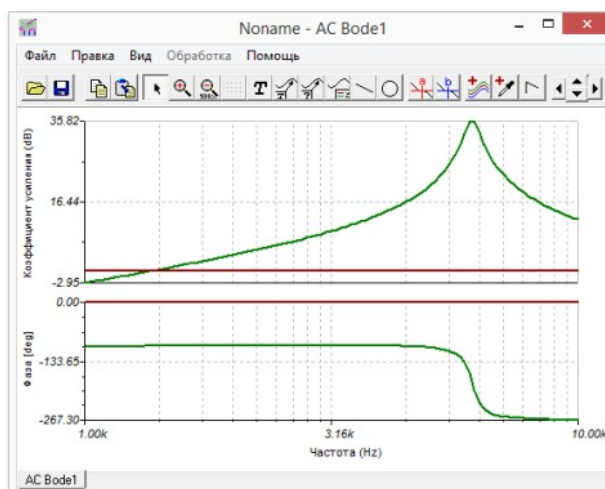 Noname - AC Bode1
Файл Правка Вид Обработка Помощь
35.82
16.44
-2.95
Коэффициент усиления (dB)
0.00
-133.65
-267.30
Фаза [deg]
1.00k 3.16k 10.00k
Частота (Hz)
AC Bode1